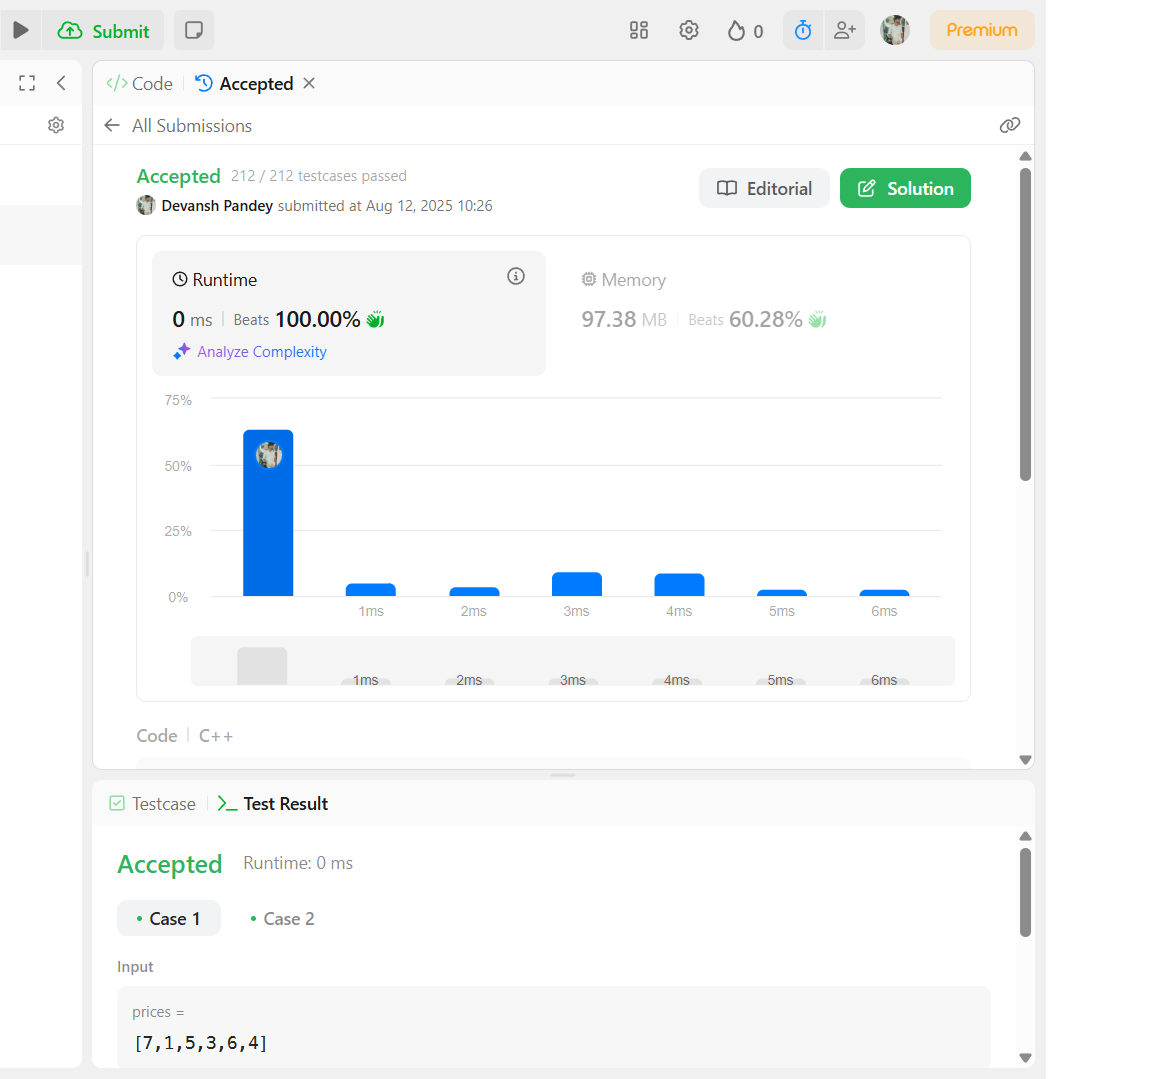 Submit
0
Premium
</> Code
Accepted
All Submissions
Accepted 212 / 212 testcases passed
Devansh Pandey submitted at Aug 12, 2025 10:26
Editorial
Solution
Runtime
0 ms Beats 100.00%
Analyze Complexity
Memory
97.38 MB Beats 60.28%
75%
50%
25%
0%
1ms 2ms 3ms 4ms 5ms 6ms
1ms 2ms 3ms 4ms 5ms 6ms
Code C++
Testcase
Test Result
Accepted Runtime: 0 ms
Case 1 Case 2
Input
prices =
[7,1,5,3,6,4]